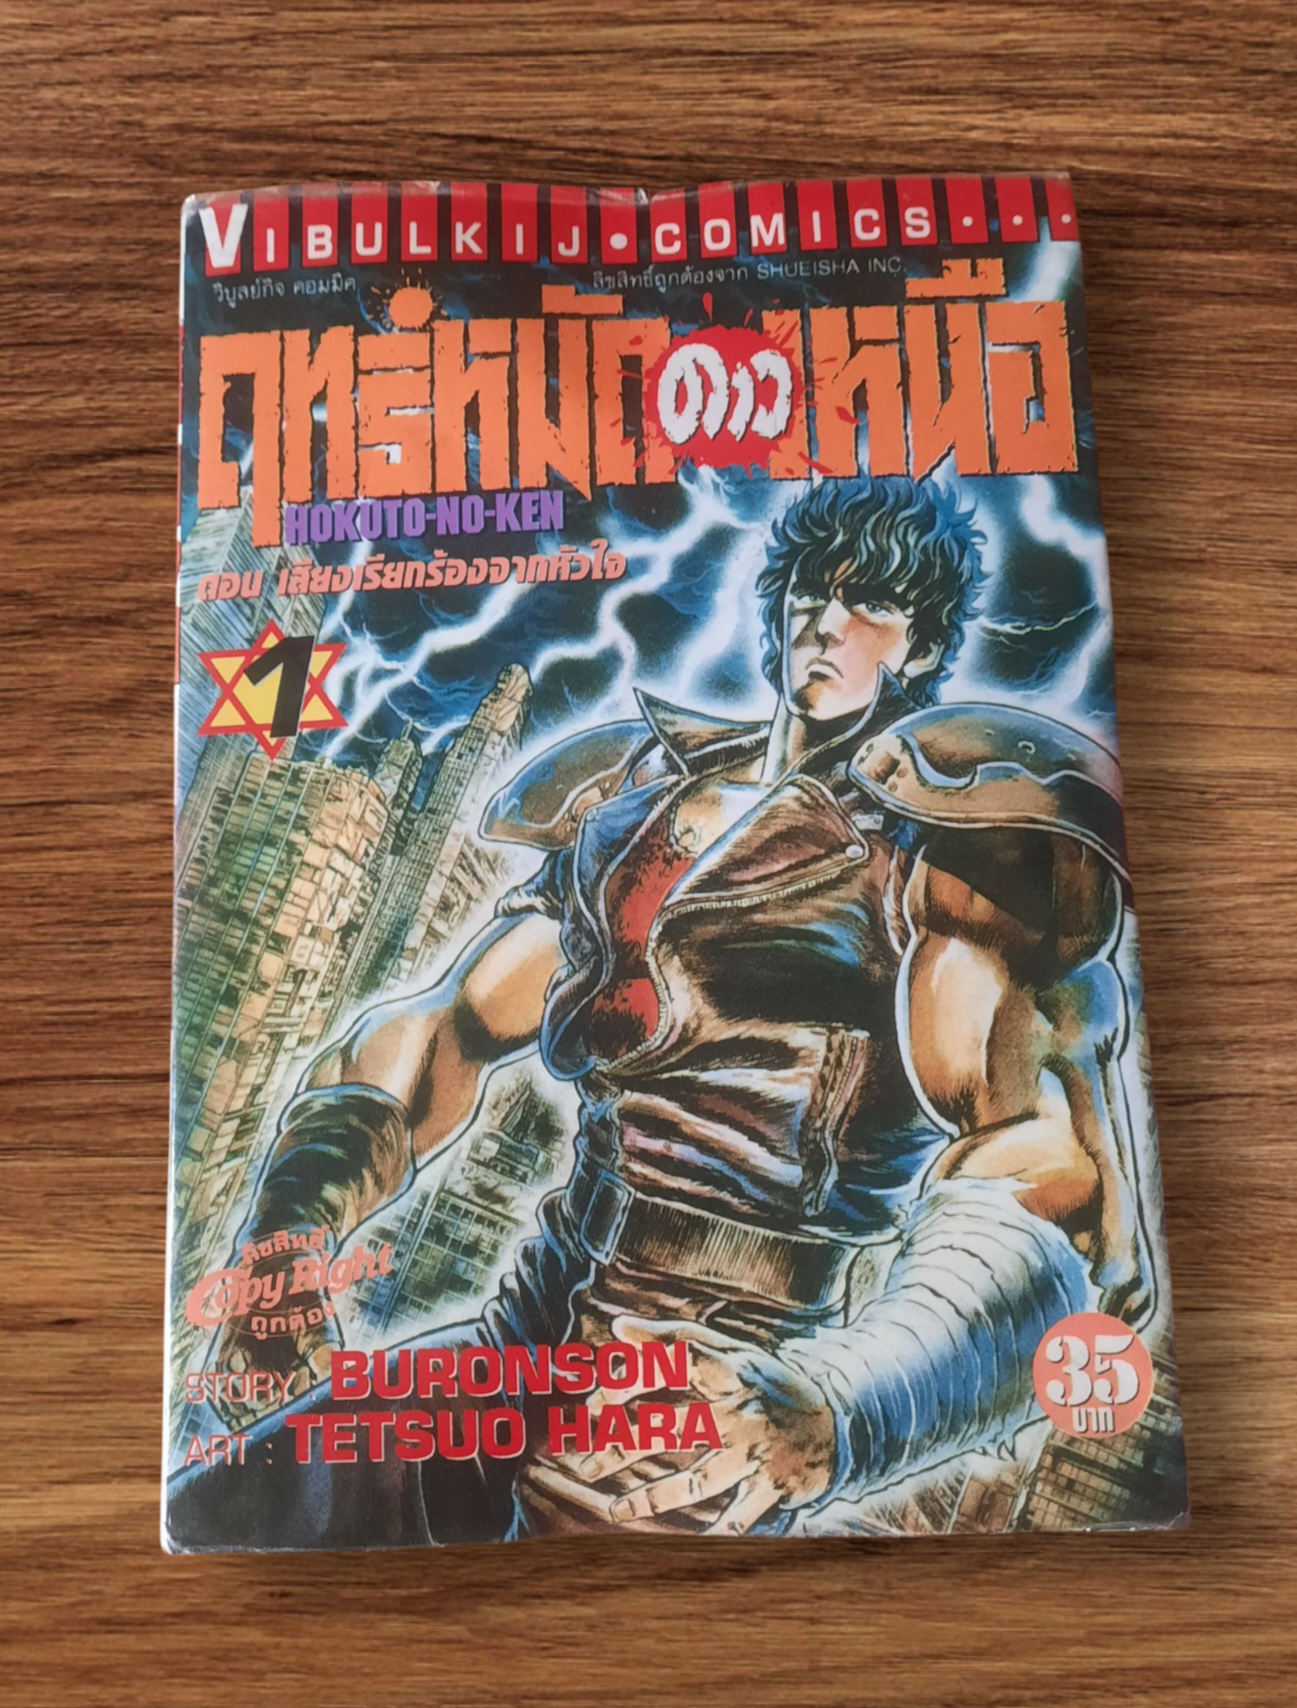 VIBULKIJ•COMICS...
วิบูลย์กิจ คอมมิค
ลิขสิทธิ์ถูกต้องจาก SHUEISHA INC.
ฤทธิ์หมัดดาวเหนือ
HOKUTO-NO-KEN
ตอน เสียงเรียกร้องจากหัวใจ
1
ลิขสิทธิ์
Copy Right
ถูกต้อง
STORY : BURONSON
ART : TETSUO HARA
35
บาท